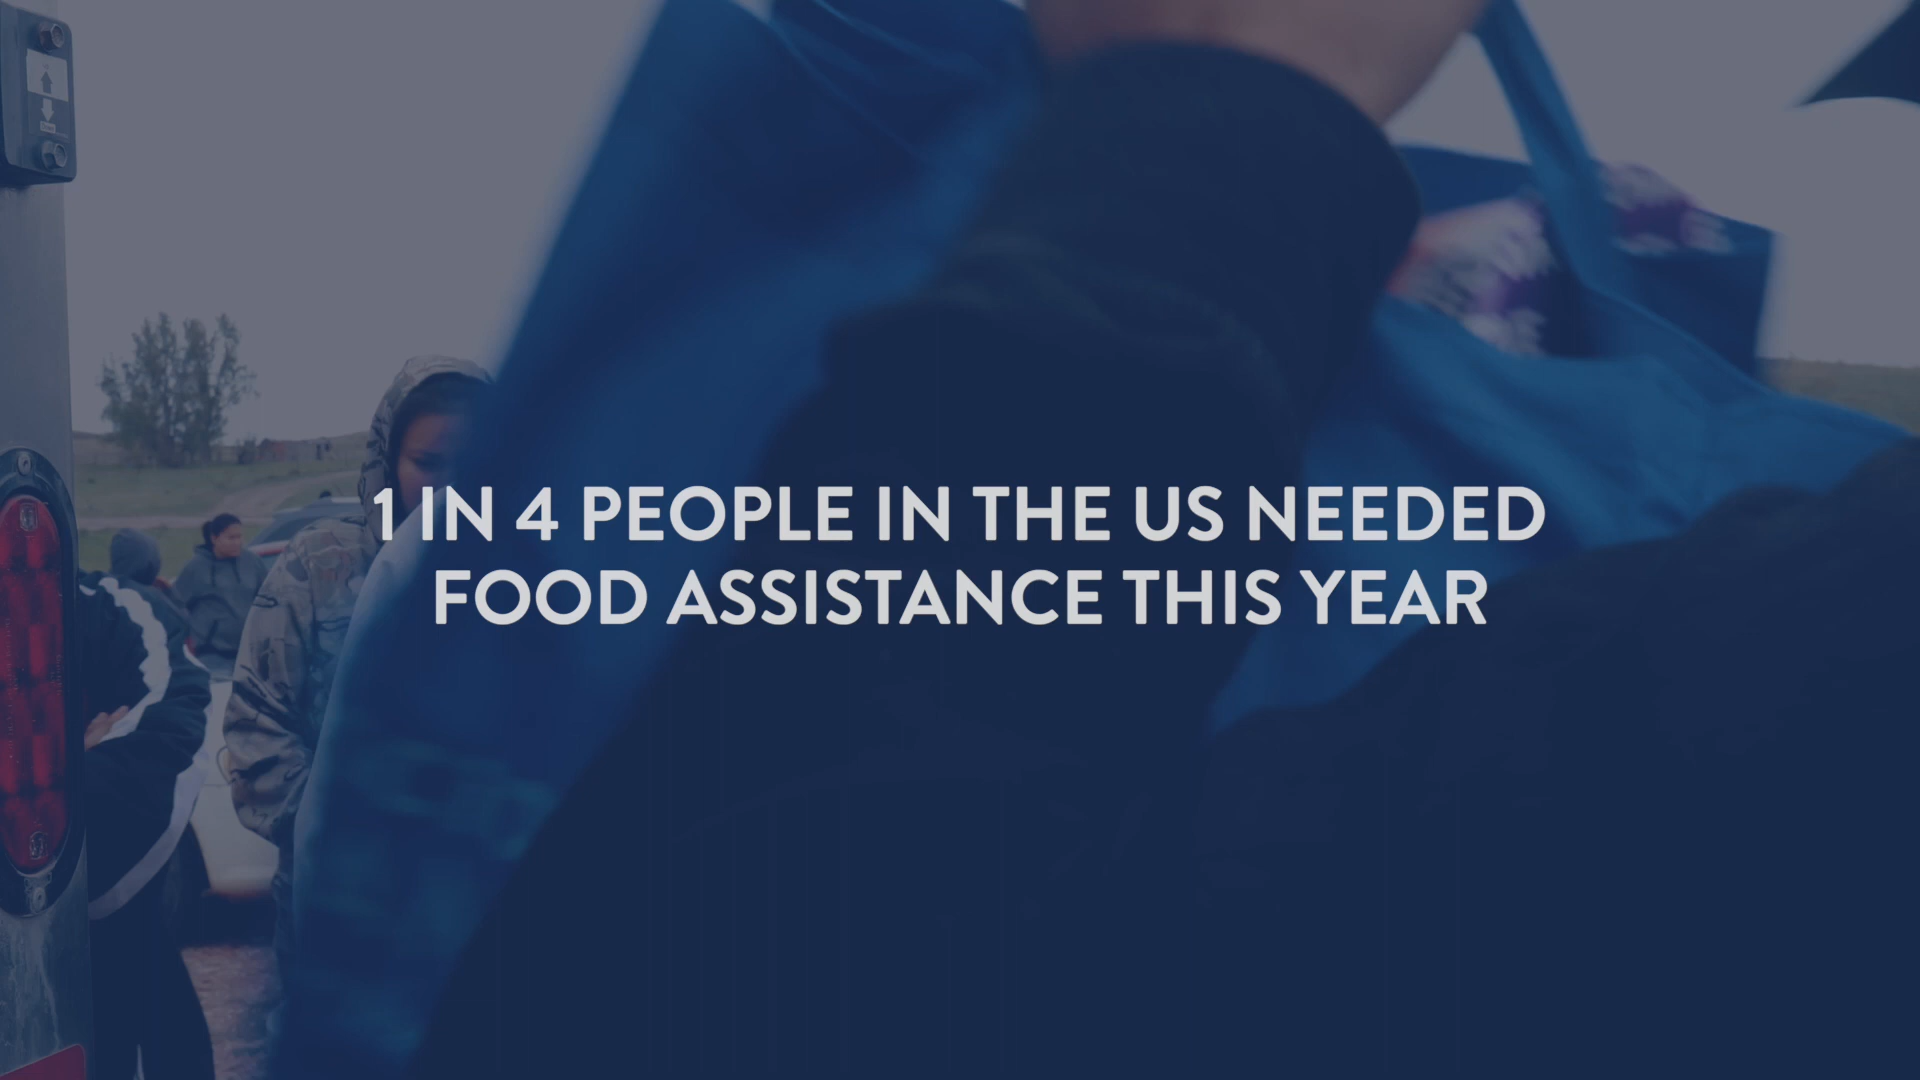 1 IN 4 PEOPLE IN THE US NEEDED
FOOD ASSISTANCE THIS YEAR